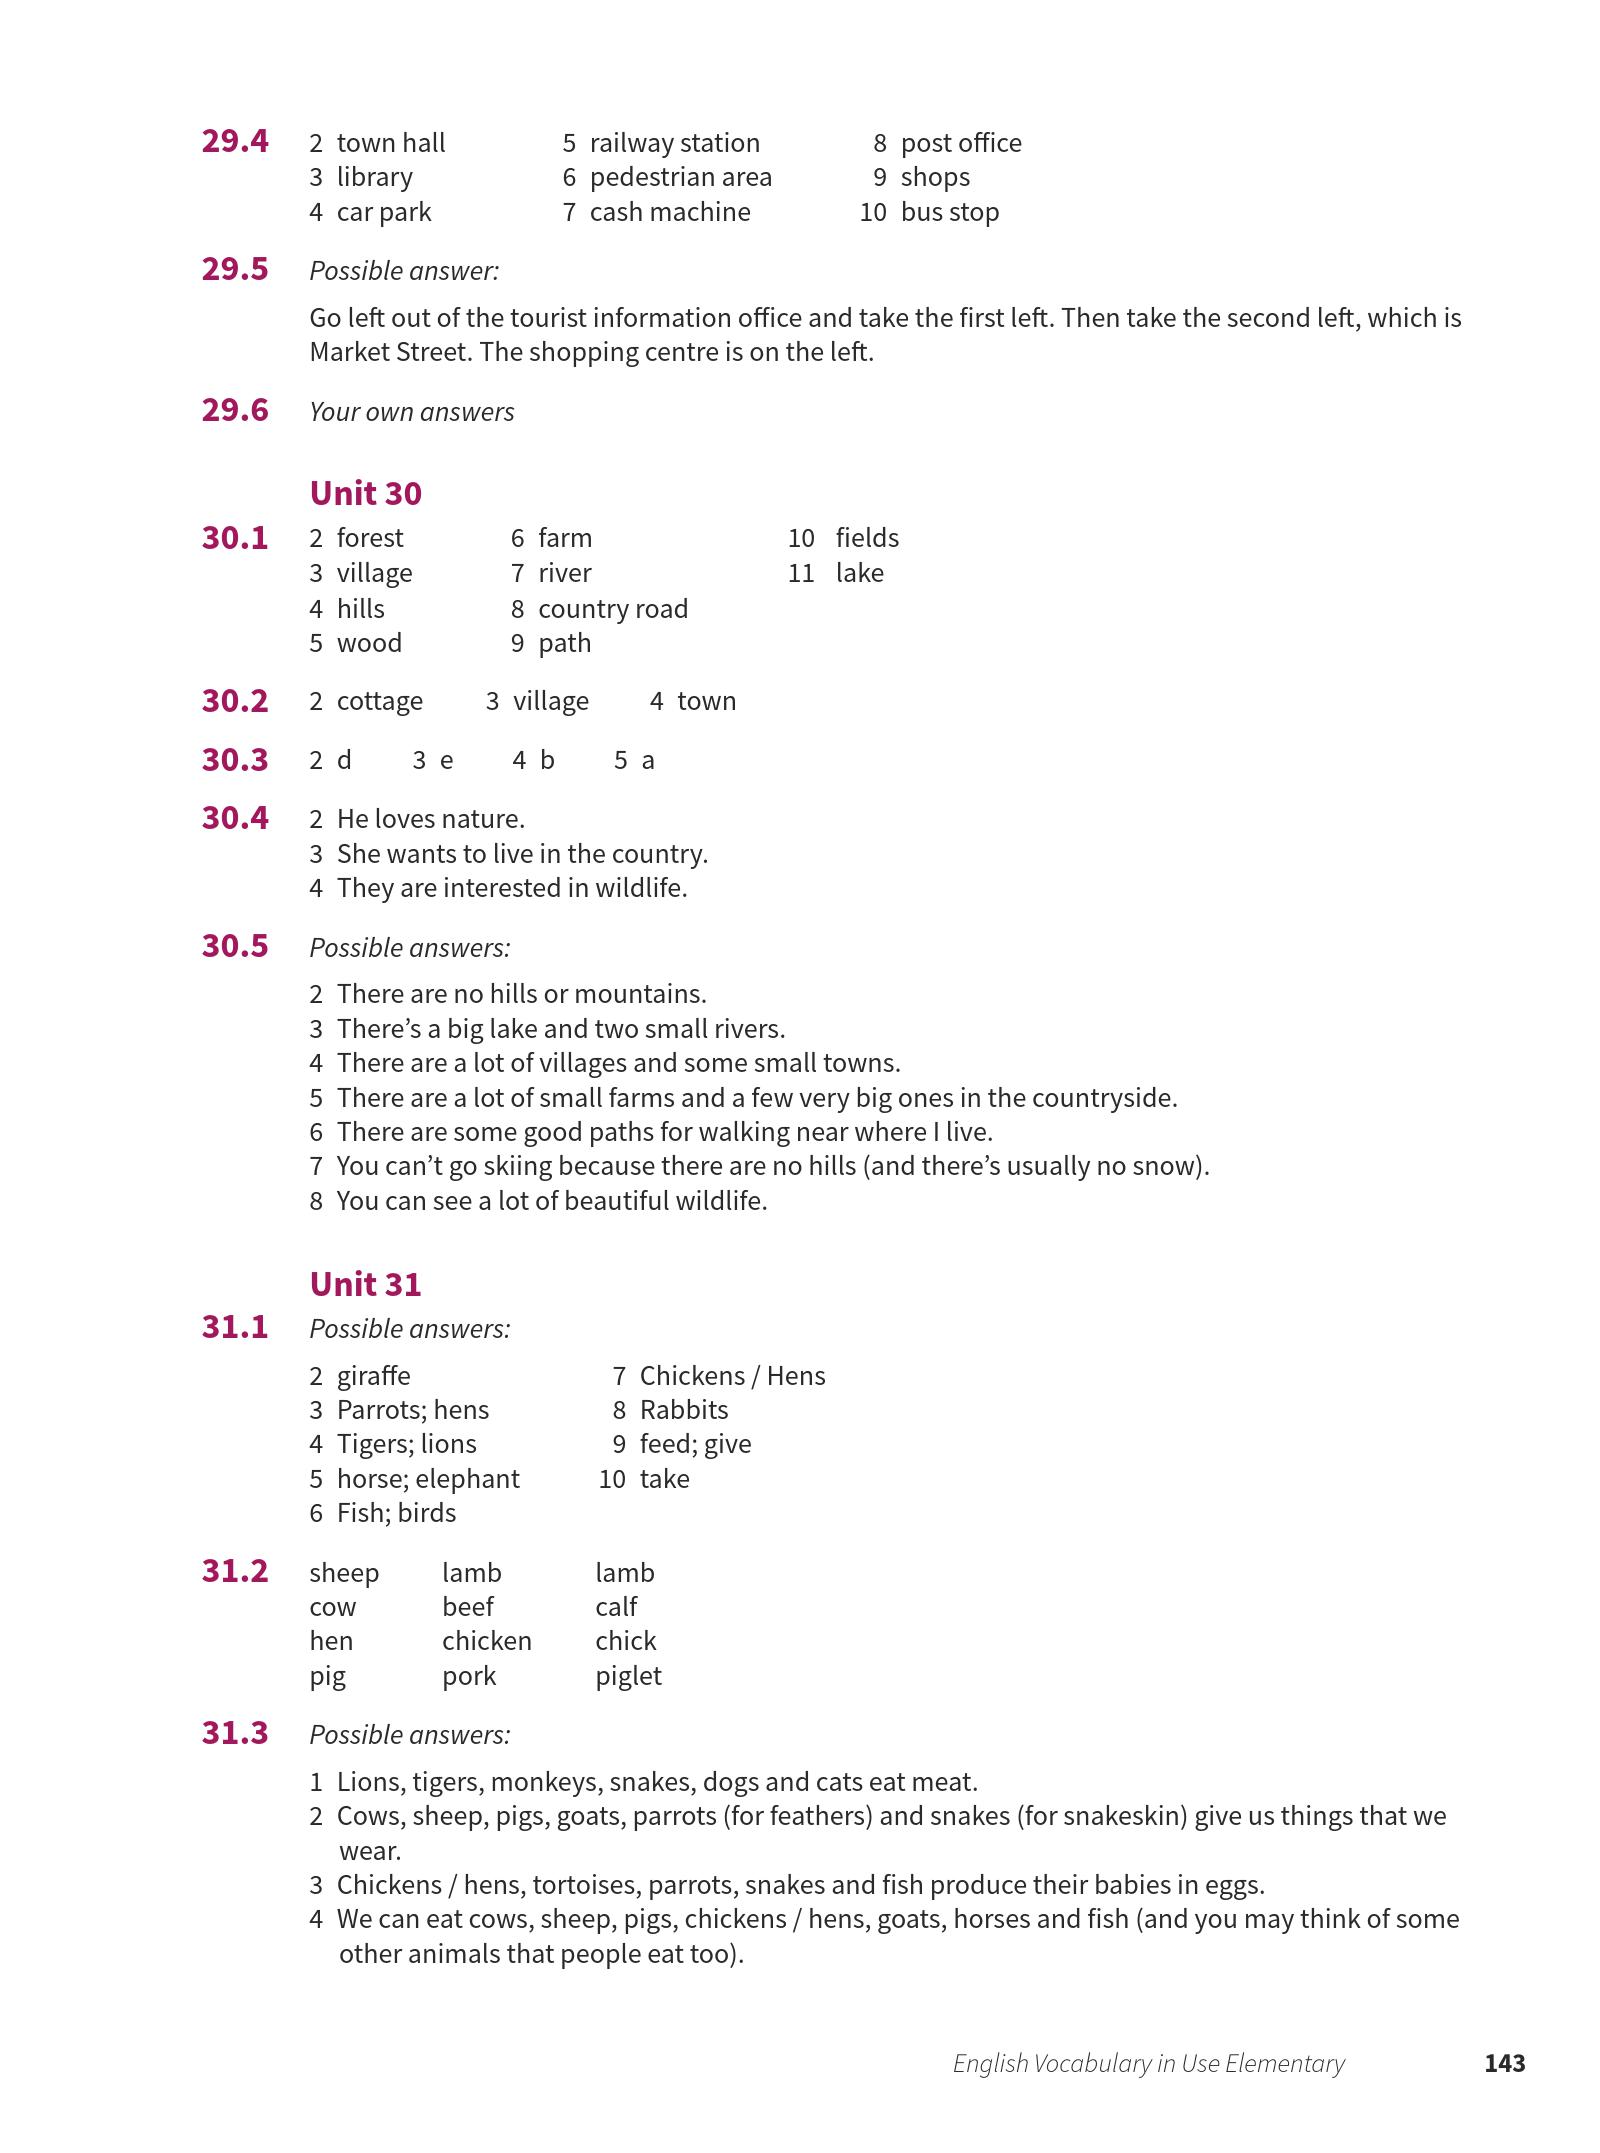 29.4 2 town hall 5 railway station 8 post office
3 library 6 pedestrian area 9 shops
4 car park 7 cash machine 10 bus stop
29.5 Possible answer:
Go left out of the tourist information office and take the first left. Then take the second left, which is
Market Street. The shopping centre is on the left.
29.6 Your own answers
Unit 30
30.1 2 forest 6 farm 10 fields
3 village 7 river 11 lake
4 hills 8 country road
5 wood 9 path
30.2 2 cottage 3 village 4 town
30.3 2 d 3 e 4 b 5 a
30.4 2 He loves nature.
3 She wants to live in the country.
4 They are interested in wildlife.
30.5 Possible answers:
2 There are no hills or mountains.
3 There’s a big lake and two small rivers.
4 There are a lot of villages and some small towns.
5 There are a lot of small farms and a few very big ones in the countryside.
6 There are some good paths for walking near where I live.
7 You can’t go skiing because there are no hills (and there’s usually no snow).
8 You can see a lot of beautiful wildlife.
Unit 31
31.1 Possible answers:
2 giraffe 7 Chickens / Hens
3 Parrots; hens 8 Rabbits
4 Tigers; lions 9 feed; give
5 horse; elephant 10 take
6 Fish; birds
31.2 sheep lamb lamb
cow beef calf
hen chicken chick
pig pork piglet
31.3 Possible answers:
1 Lions, tigers, monkeys, snakes, dogs and cats eat meat.
2 Cows, sheep, pigs, goats, parrots (for feathers) and snakes (for snakeskin) give us things that we
wear.
3 Chickens / hens, tortoises, parrots, snakes and fish produce their babies in eggs.
4 We can eat cows, sheep, pigs, chickens / hens, goats, horses and fish (and you may think of some
other animals that people eat too).
English Vocabulary in Use Elementary 143